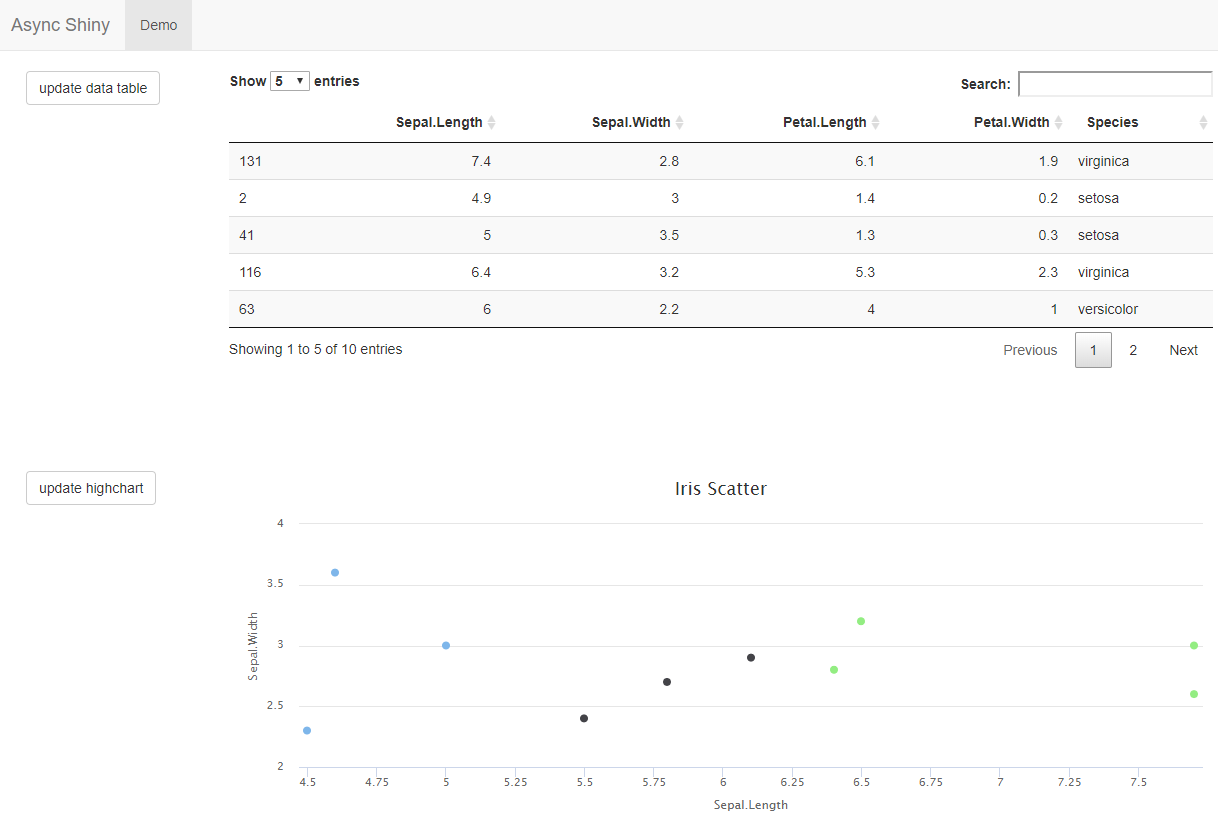 Async Shiny Demo
update data table
Show 5 entries Search:
Sepal.Length Sepal.Width Petal.Length Petal.Width Species
131 7.4 2.8 6.1 1.9 virginica
2 4.9 3 1.4 0.2 setosa
41 5 3.5 1.3 0.3 setosa
116 6.4 3.2 5.3 2.3 virginica
63 6 2.2 4 1 versicolor
Showing 1 to 5 of 10 entries Previous 1 2 Next
update highchart
Iris Scatter
4
3.5
3
2.5
2
Sepal.Width
4.5 4.75 5 5.25 5.5 5.75 6 6.25 6.5 6.75 7 7.25 7.5
Sepal.Length